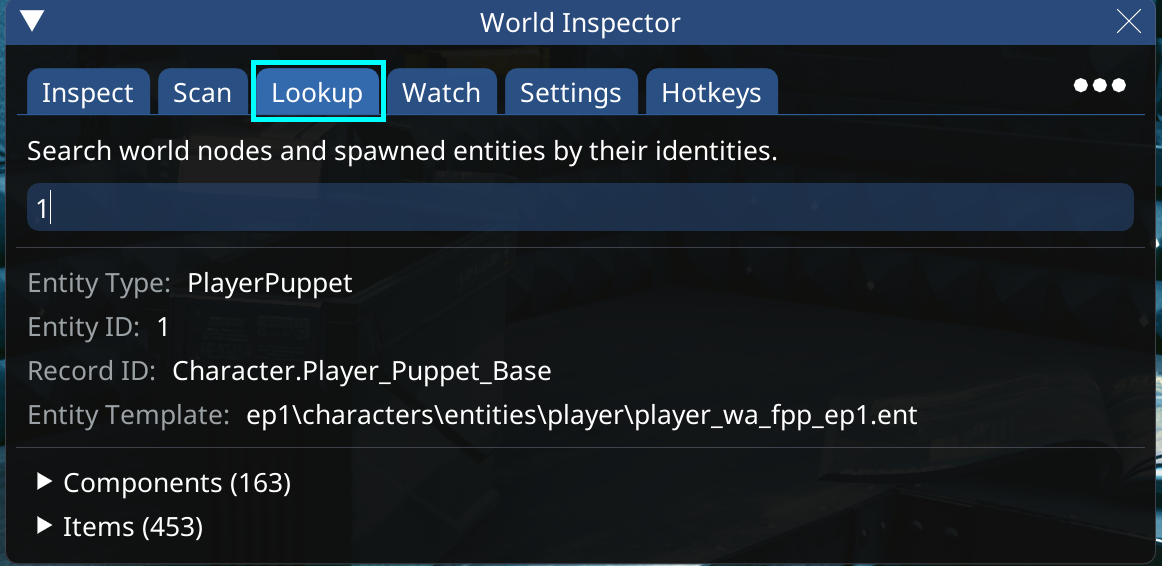 World Inspector
Inspect Scan Lookup Watch Settings Hotkeys
Search world nodes and spawned entities by their identities.
1
Entity Type: PlayerPuppet
Entity ID: 1
Record ID: Character.Player_Puppet_Base
Entity Template: ep1\characters\entities\player\player_wa_fpp_ep1.ent
Components (163)
Items (453)